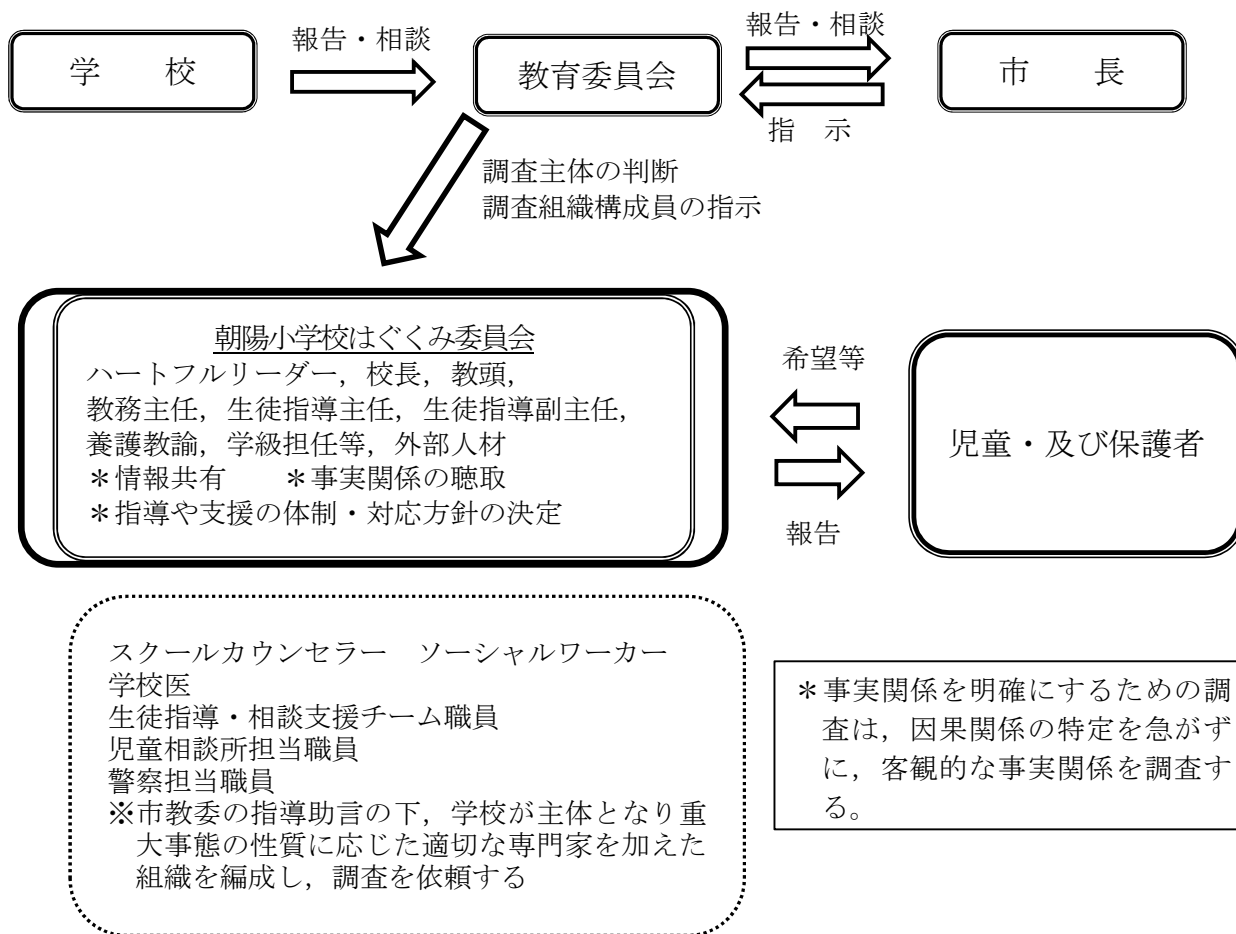 報告・相談
報告・相談
学 校
教育委員会
市 長
指 示
調査主体の判断
調査組織構成員の指示
朝陽小学校はぐくみ委員会
ハートフルリーダー，校長，教頭，
教務主任，生徒指導主任，生徒指導副主任，
養護教諭，学級担任等，外部人材
＊情報共有　　＊事実関係の聴取
＊指導や支援の体制・対応方針の決定
希望等
報告
児童・及び保護者
スクールカウンセラー　ソーシャルワーカー
学校医
生徒指導・相談支援チーム職員
児童相談所担当職員
警察担当職員
※市教委の指導助言の下，学校が主体となり重
大事態の性質に応じた適切な専門家を加えた
組織を編成し，調査を依頼する
＊事実関係を明確にするための調
査は，因果関係の特定を急がず
に，客観的な事実関係を調査す
る。